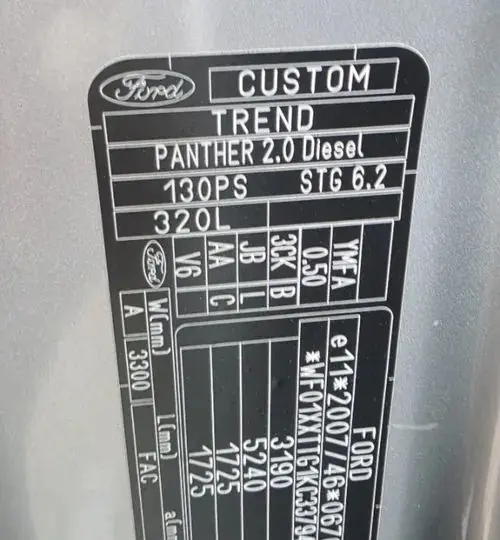 Ford
CUSTOM
TREND
PANTHER 2.0 Diesel
130PS STG 6.2
320L
Ford
V6
AA C
JB L
3CK B
0.50
YMFA
W(mm) L(mm)
A 3300 FAC
FORD
e11*2007/46*067
3190
5240
1725
1725